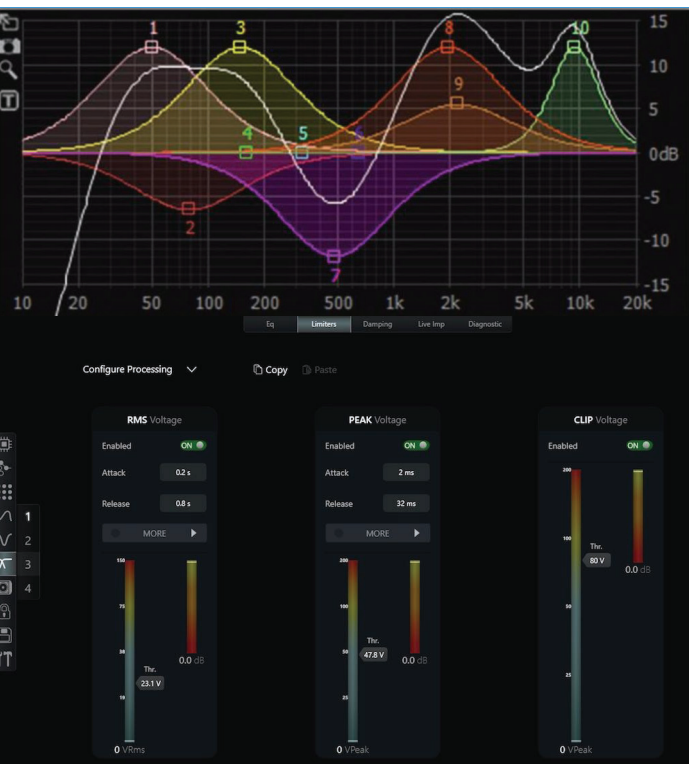 1 3 8 10 15
10
9
5
T
4 5 6 0dB
-5
2
-10
7
-15
10 20 50 100 200 500 1k 2k 5k 10k 20k
Eq Limiters Damping Live Imp Diagnostic
Configure Processing Copy Paste
RMS Voltage PEAK Voltage CLIP Voltage
Enabled ON Enabled ON Enabled ON
Attack 0.2 s Attack 2 ms
200
Release 0.8 s Release 32 ms
1
MORE MORE
2
100
150 200 Thr.
80 V
3
0.0 dB
4
75 100 50
Thr.
38 50 47.8 V 0.0 dB
0.0 dB
Thr.
23.1 V 25
19 25
0 VRms 0 VPeak 0 VPeak